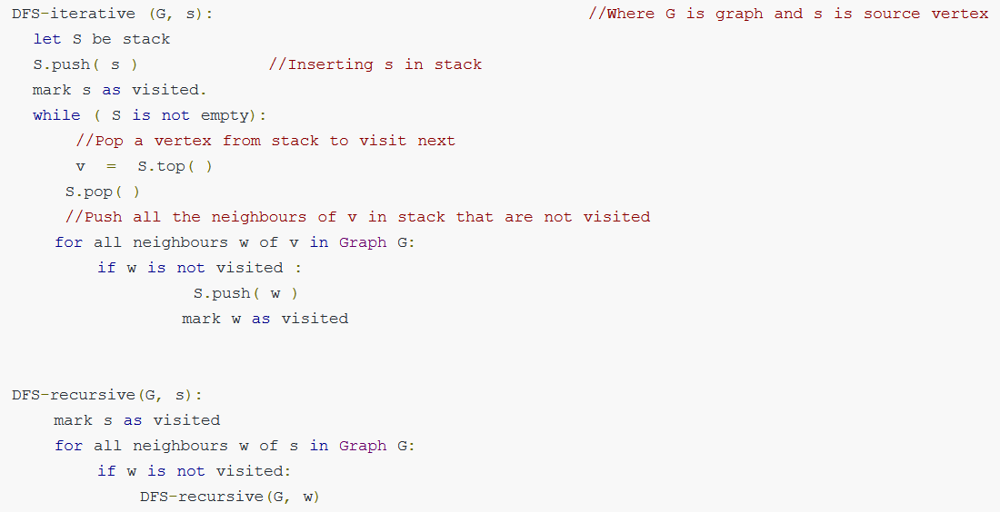 DFS-iterative (G, s): //Where G is graph and s is source vertex
let S be stack
S.push( s ) //Inserting s in stack
mark s as visited.
while ( S is not empty):
//Pop a vertex from stack to visit next
v = S.top( )
S.pop( )
//Push all the neighbours of v in stack that are not visited
for all neighbours w of v in Graph G:
if w is not visited :
S.push( w )
mark w as visited
DFS-recursive(G, s):
mark s as visited
for all neighbours w of s in Graph G:
if w is not visited:
DFS-recursive(G, w)